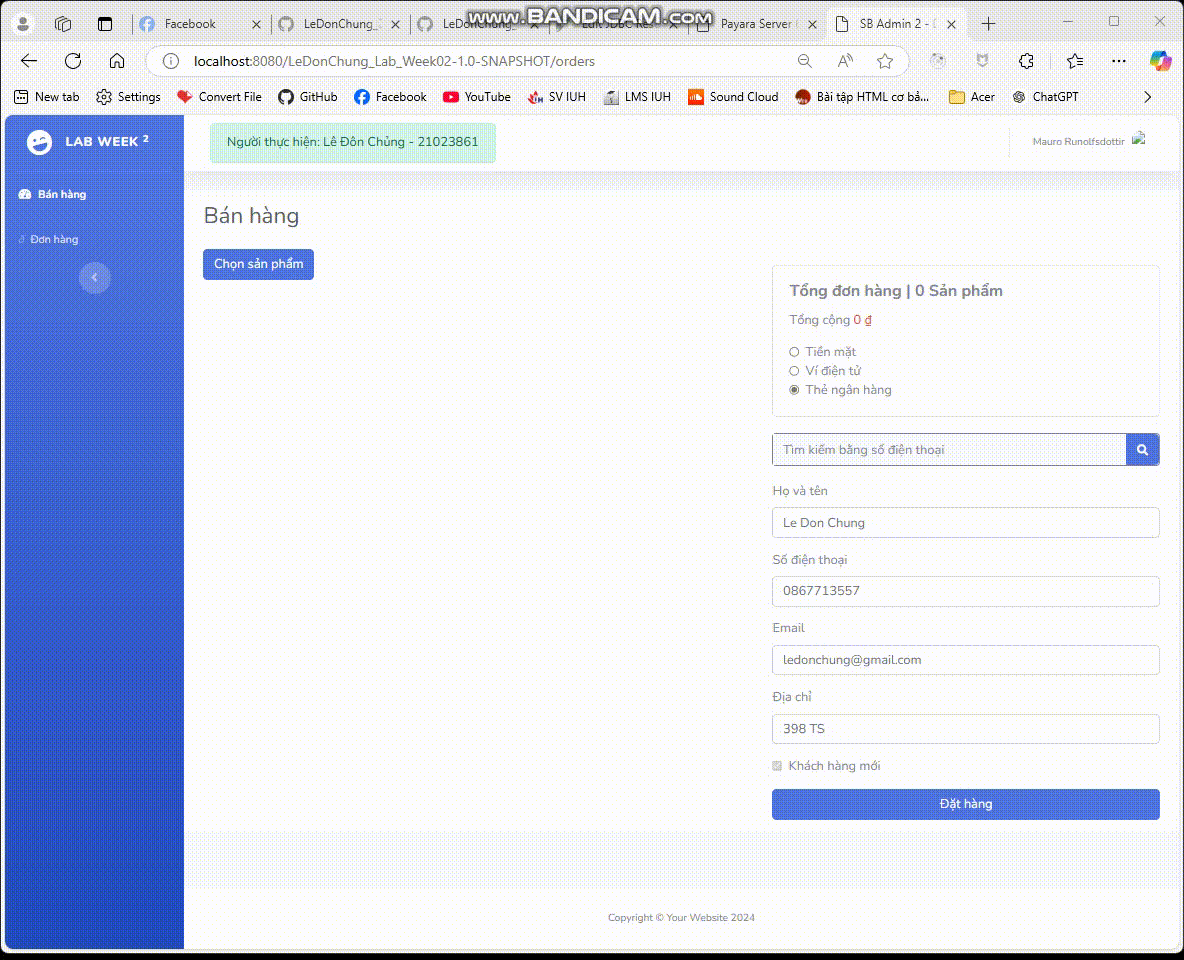 www.BANDICAM.com
Facebook
LeDonChung_
LeDonChung_
Edit JDBC Res
Payara Server
SB Admin 2 -
localhost:8080/LeDonChung_Lab_Week02-1.0-SNAPSHOT/orders
New tab
Settings
Convert File
GitHub
Facebook
YouTube
SV IUH
LMS IUH
Sound Cloud
Bài tập HTML cơ bả...
Acer
ChatGPT
LAB WEEK 2
Người thực hiện: Lê Đôn Chủng - 21023861
Mauro Runolfsdottir
Bán hàng
Đơn hàng
Bán hàng
Chọn sản phẩm
Tổng đơn hàng | 0 Sản phẩm
Tổng cộng 0 ₫
Tiền mặt
Ví điện tử
Thẻ ngân hàng
Tìm kiếm bằng số điện thoại
Họ và tên
Le Don Chung
Số điện thoại
0867713557
Email
ledonchung@gmail.com
Địa chỉ
398 TS
Khách hàng mới
Đặt hàng
Copyright © Your Website 2024